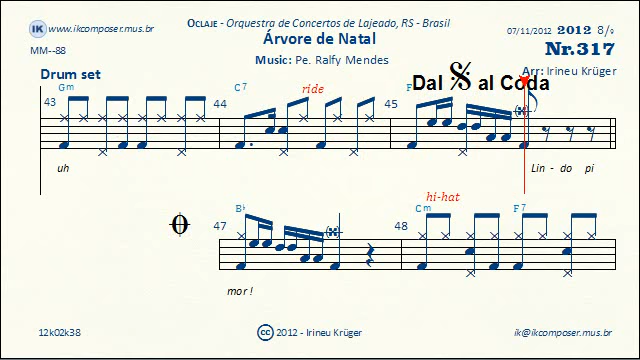 IK www.ikcomposer.mus.br
Oclaje - Orquestra de Concertos de Lajeado, RS - Brasil
07/11/2012 2012 8/9
Árvore de Natal
Nr.317
MM--88
Music: Pe. Ralfy Mendes
Drum set
Arr: Irineu Krüger
Dal 𝄋 al Coda
43 Gm 44 C7 ride 45 F
uh Lin - do pi
hi-hat
47 B♭ 48 Cm F7
mor !
12k02k38
cc 2012 - Irineu Krüger
ik@ikcomposer.mus.br